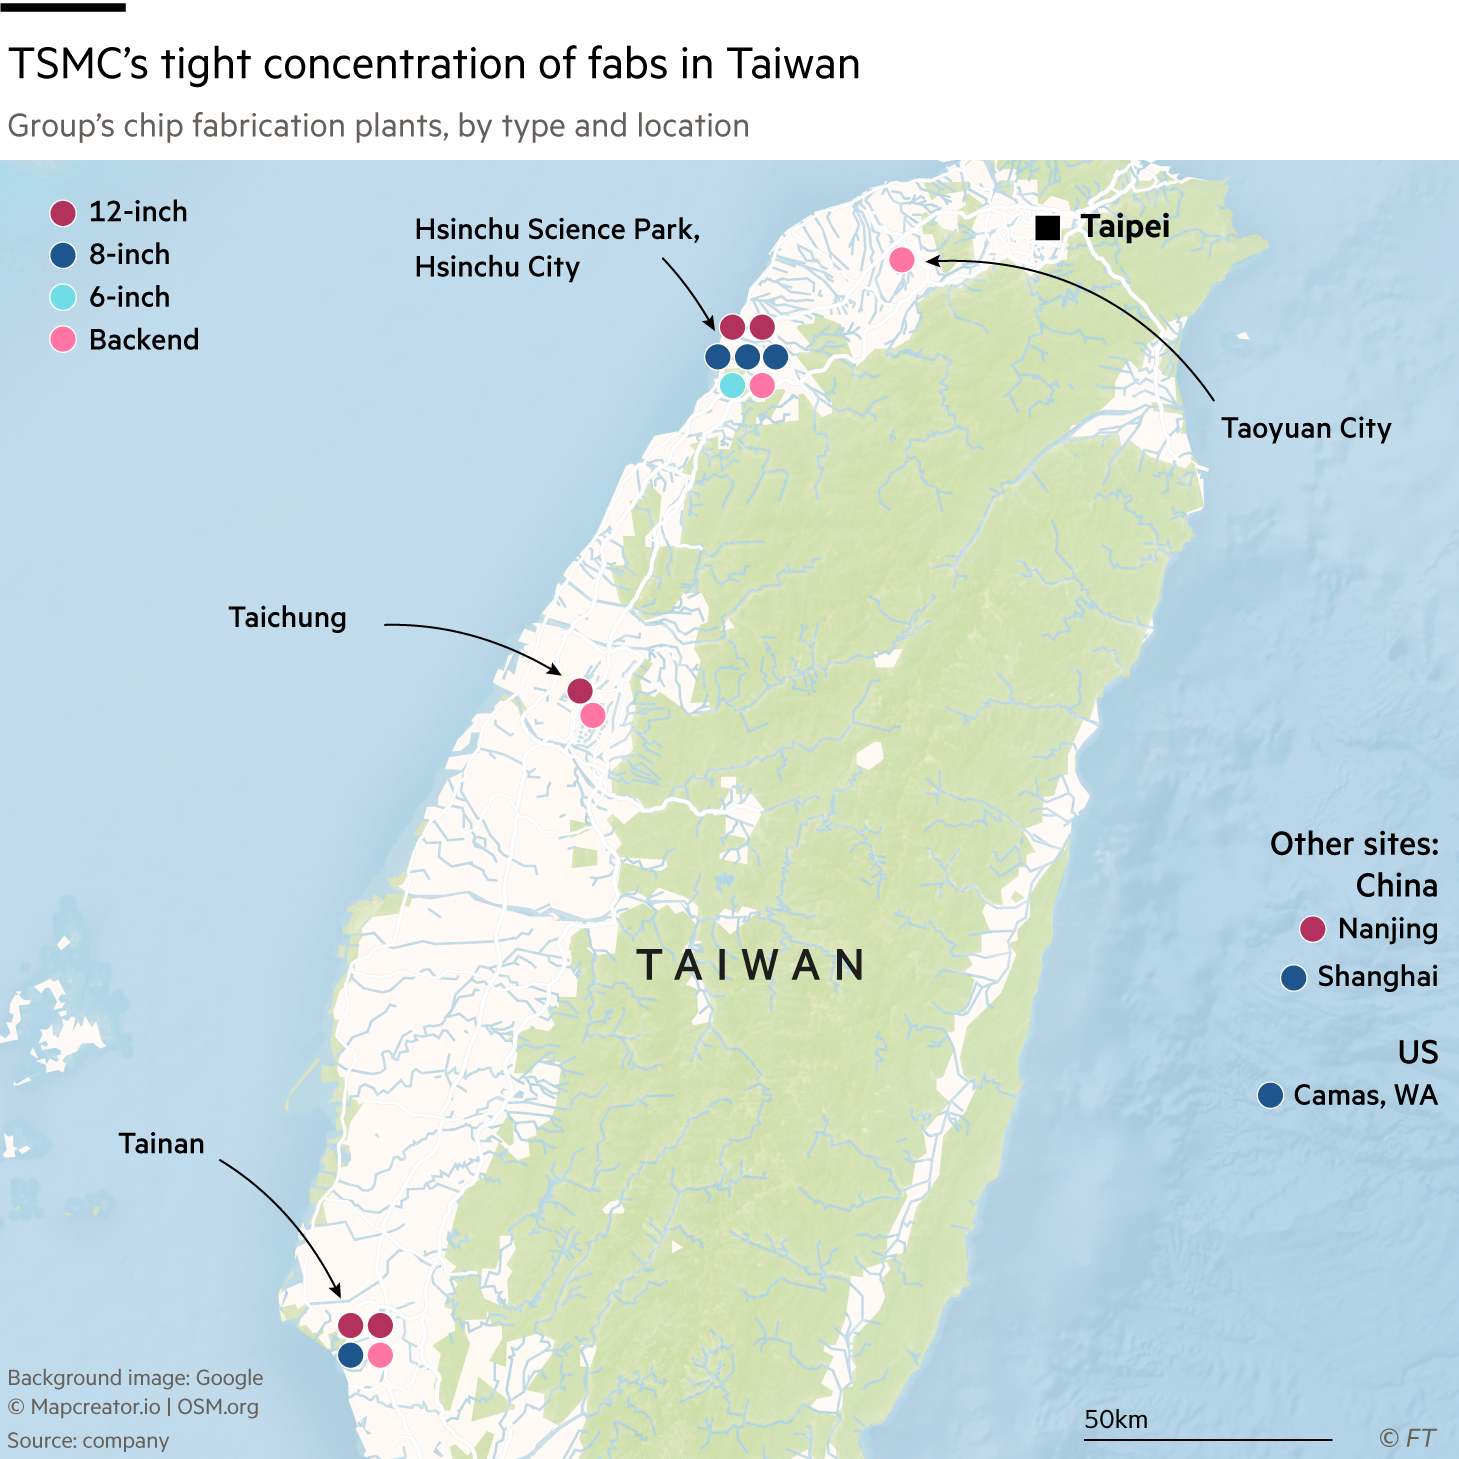 TSMC’s tight concentration of fabs in Taiwan
Group’s chip fabrication plants, by type and location
12-inch
8-inch
6-inch
Backend
Hsinchu Science Park,
Hsinchu City
Taipei
Taoyuan City
Taichung
TAIWAN
Other sites:
China
Nanjing
Shanghai
US
Camas, WA
Tainan
Background image: Google
© Mapcreator.io | OSM.org
Source: company
50km
© FT